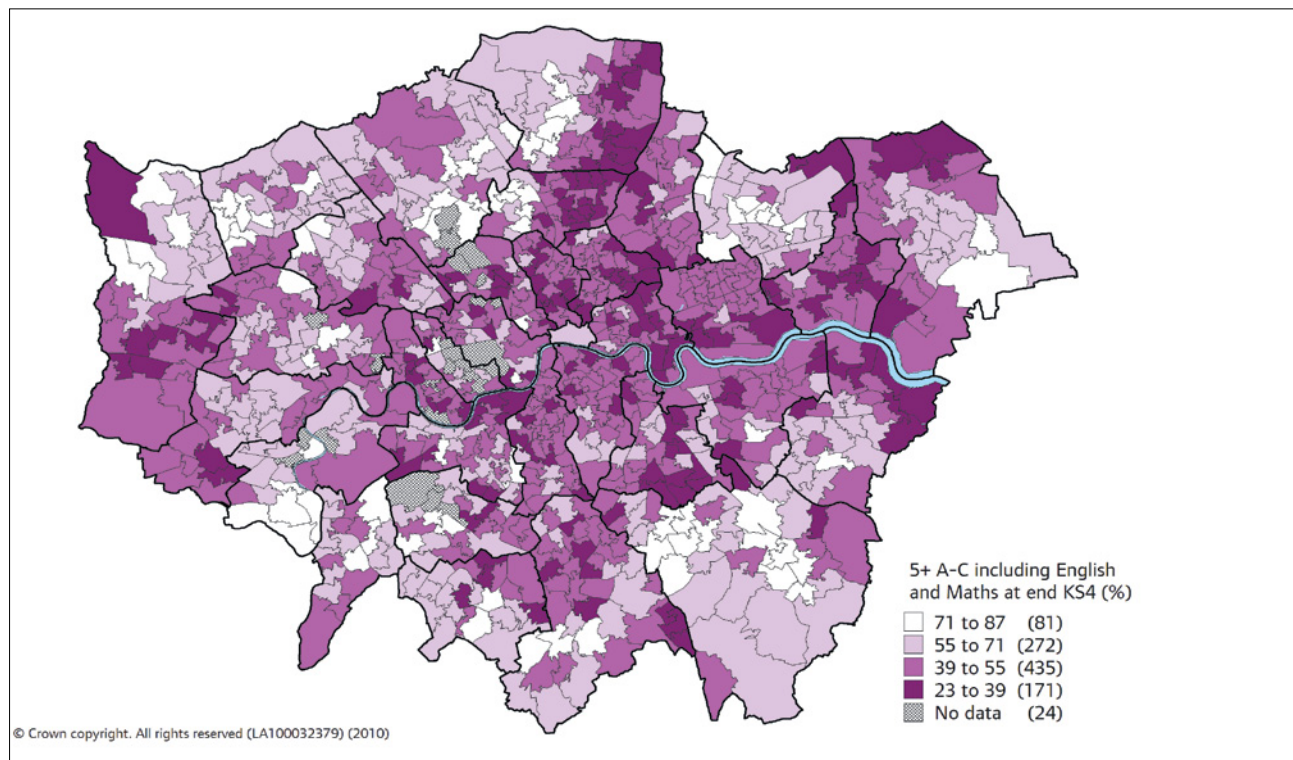 5+ A-C including English
and Maths at end KS4 (%)
71 to 87 (81)
55 to 71 (272)
39 to 55 (435)
23 to 39 (171)
No data (24)
© Crown copyright. All rights reserved (LA100032379) (2010)